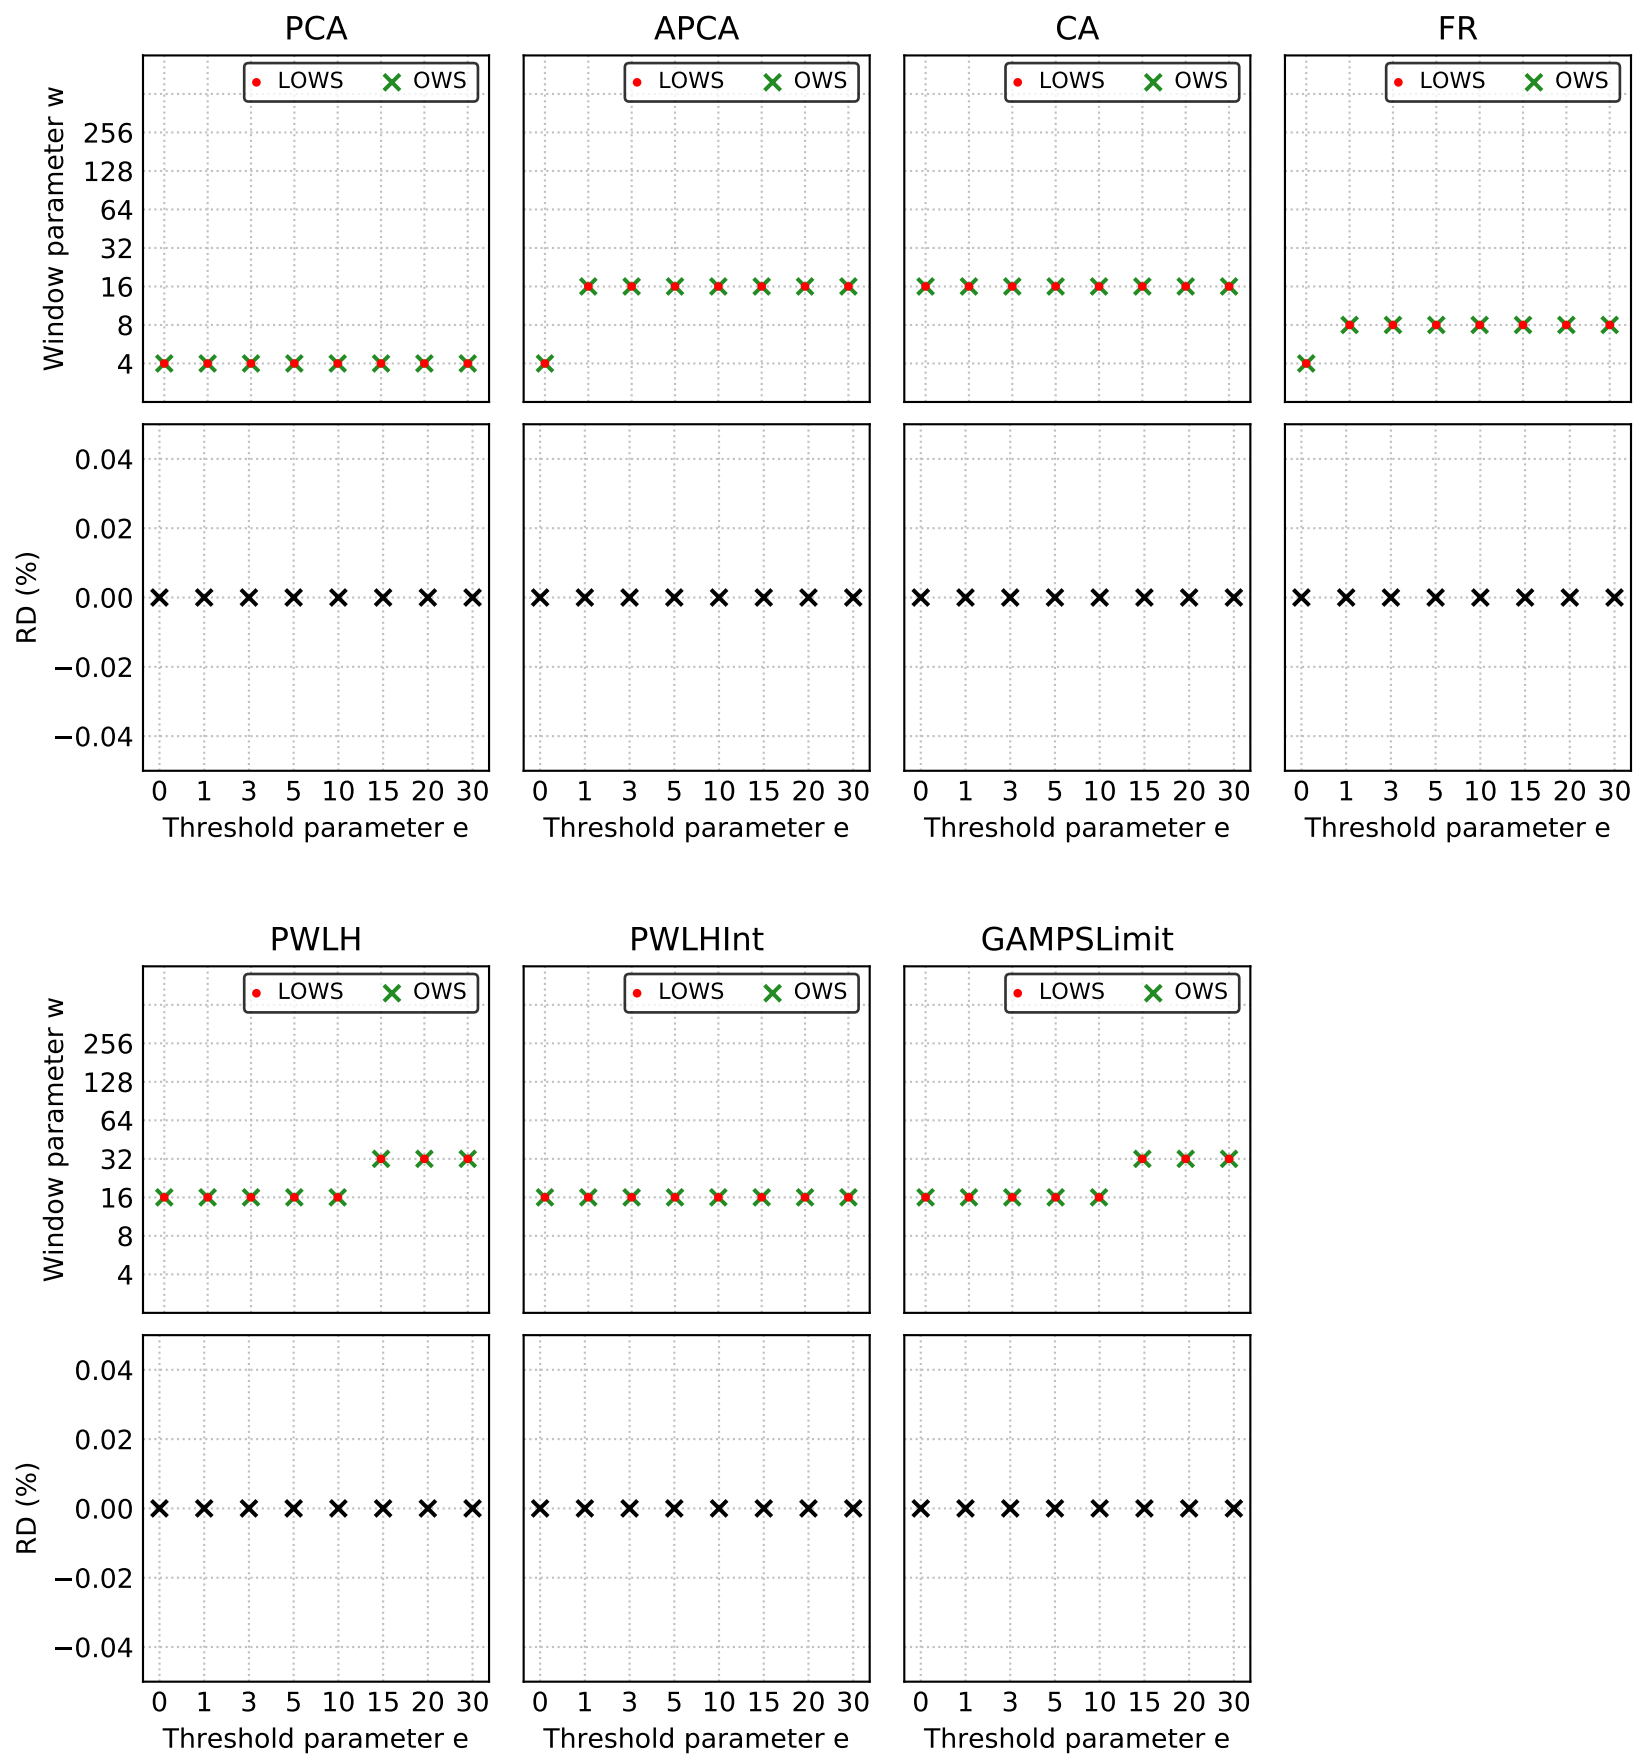 PCA APCA CA FR
LOWS OWS LOWS OWS LOWS OWS LOWS OWS
Window parameter w
256
128
64
32
16
8
4
RD (%)
0.04
0.02
0.00
−0.02
−0.04
0 1 3 5 10 15 20 30 0 1 3 5 10 15 20 30 0 1 3 5 10 15 20 30 0 1 3 5 10 15 20 30
Threshold parameter e Threshold parameter e Threshold parameter e Threshold parameter e
PWLH PWLHInt GAMPSLimit
LOWS OWS LOWS OWS LOWS OWS
Window parameter w
256
128
64
32
16
8
4
RD (%)
0.04
0.02
0.00
−0.02
−0.04
0 1 3 5 10 15 20 30 0 1 3 5 10 15 20 30 0 1 3 5 10 15 20 30
Threshold parameter e Threshold parameter e Threshold parameter e